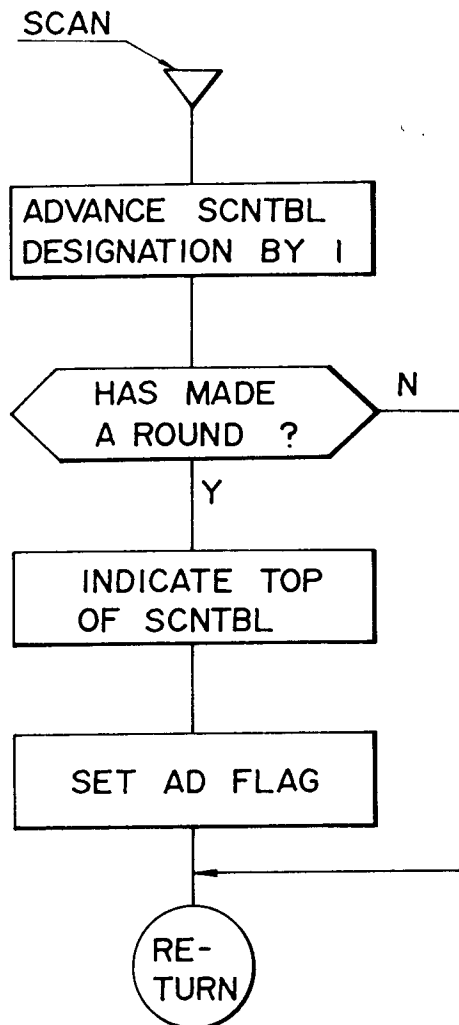 SCAN
ADVANCE SCNTBL
DESIGNATION BY 1
HAS MADE
A ROUND ?
N
Y
INDICATE TOP
OF SCNTBL
SET AD FLAG
RE-
TURN